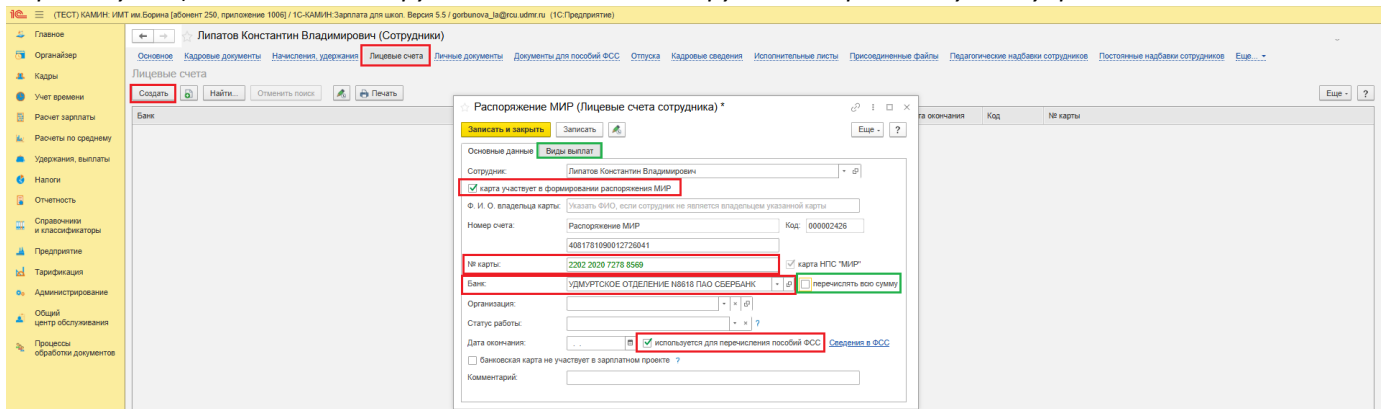 (ТЕСТ) КАМИН: ИМТ им.Борина [абонент 250, приложение 1006] / 1С-КАМИН:Зарплата для школ. Версия 5.5 / gorbunova_la@rcu.udmr.ru (1С:Предприятие)
Главное
Органайзер
Кадры
Учет времени
Расчет зарплаты
Расчеты по среднему
Удержания, выплаты
Налоги
Отчетность
Справочники
и классификаторы
Предприятие
Тарификация
Администрирование
Общий
центр обслуживания
Процессы
обработки документов
Липатов Константин Владимирович (Сотрудники)
Основное Кадровые документы Начисления, удержания Лицевые счета Личные документы Документы для пособий ФСС Отпуска Кадровые сведения Исполнительные листы Присоединенные файлы Педагогические надбавки сотрудников Постоянные надбавки сотрудников Еще...
Лицевые счета
Создать Найти... Отменить поиск Печать Еще ?
Банк та окончания Код № карты
Распоряжение МИР (Лицевые счета сотрудника) *
Записать и закрыть Записать Еще ?
Основные данные Виды выплат
Сотрудник: Липатов Константин Владимирович
карта участвует в формировании распоряжения МИР
Ф. И. О. владельца карты: Указать ФИО, если сотрудник не является владельцем указанной карты
Номер счета: Распоряжение МИР Код: 000002426
4081781090012726041
№ карты: 2202 2020 7278 8569 карта НПС "МИР"
Банк: УДМУРТСКОЕ ОТДЕЛЕНИЕ N8618 ПАО СБЕРБАНК перечислять всю сумму
Организация:
Статус работы: ?
Дата окончания: . . используется для перечисления пособий ФСС Сведения в ФСС
банковская карта не участвует в зарплатном проекте ?
Комментарий: